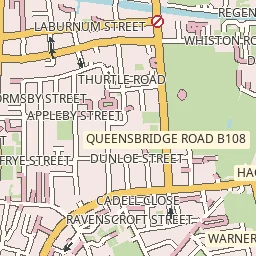 REGEN
LABURNUM STREET
WHISTON RO
THURTLE ROAD
ORMSBY STREET
APPLEBY STREET
QUEENSBRIDGE ROAD B108
FRYE STREET
DUNLOE STREET
HAC
CADELL CLOSE
RAVENSCROFT STREET
WARNER